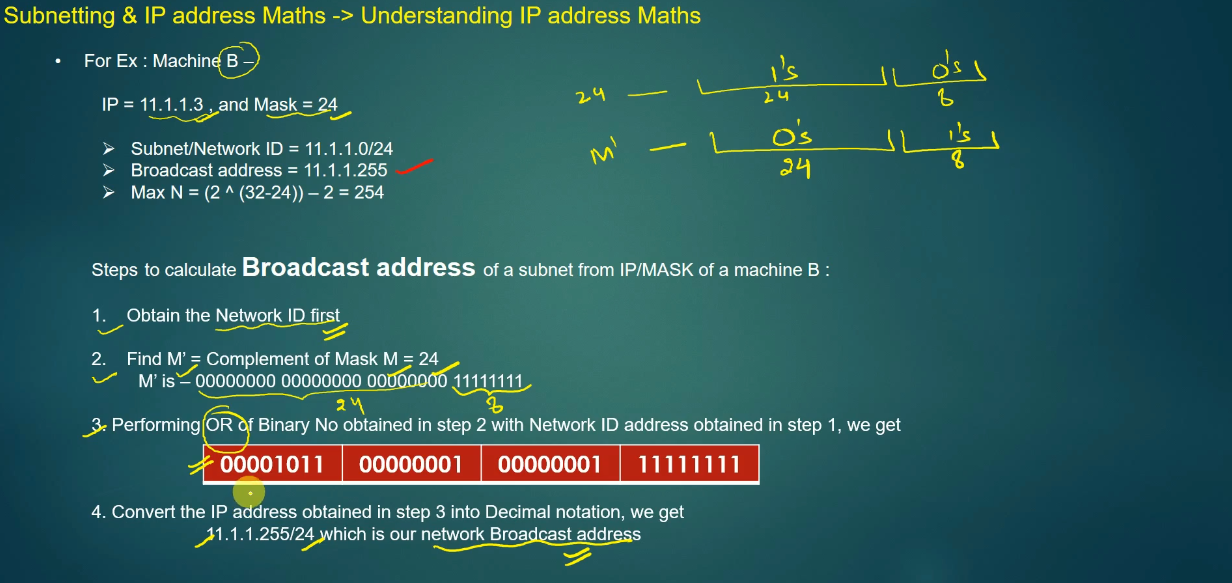 Subnetting & IP address Maths -> Understanding IP address Maths
• For Ex : Machine B –
IP = 11.1.1.3 , and Mask = 24
➢ Subnet/Network ID = 11.1.1.0/24
➢ Broadcast address = 11.1.1.255
➢ Max N = (2 ^ (32-24)) – 2 = 254
24 — 1's 0's
24 8
M' — 0's 1's
24 8
Steps to calculate Broadcast address of a subnet from IP/MASK of a machine B :
1. Obtain the Network ID first
2. Find M' = Complement of Mask M = 24
M' is – 00000000 00000000 00000000 11111111
24 8
3. Performing OR of Binary No obtained in step 2 with Network ID address obtained in step 1, we get
00001011 00000001 00000001 11111111
4. Convert the IP address obtained in step 3 into Decimal notation, we get
11.1.1.255/24 which is our network Broadcast address